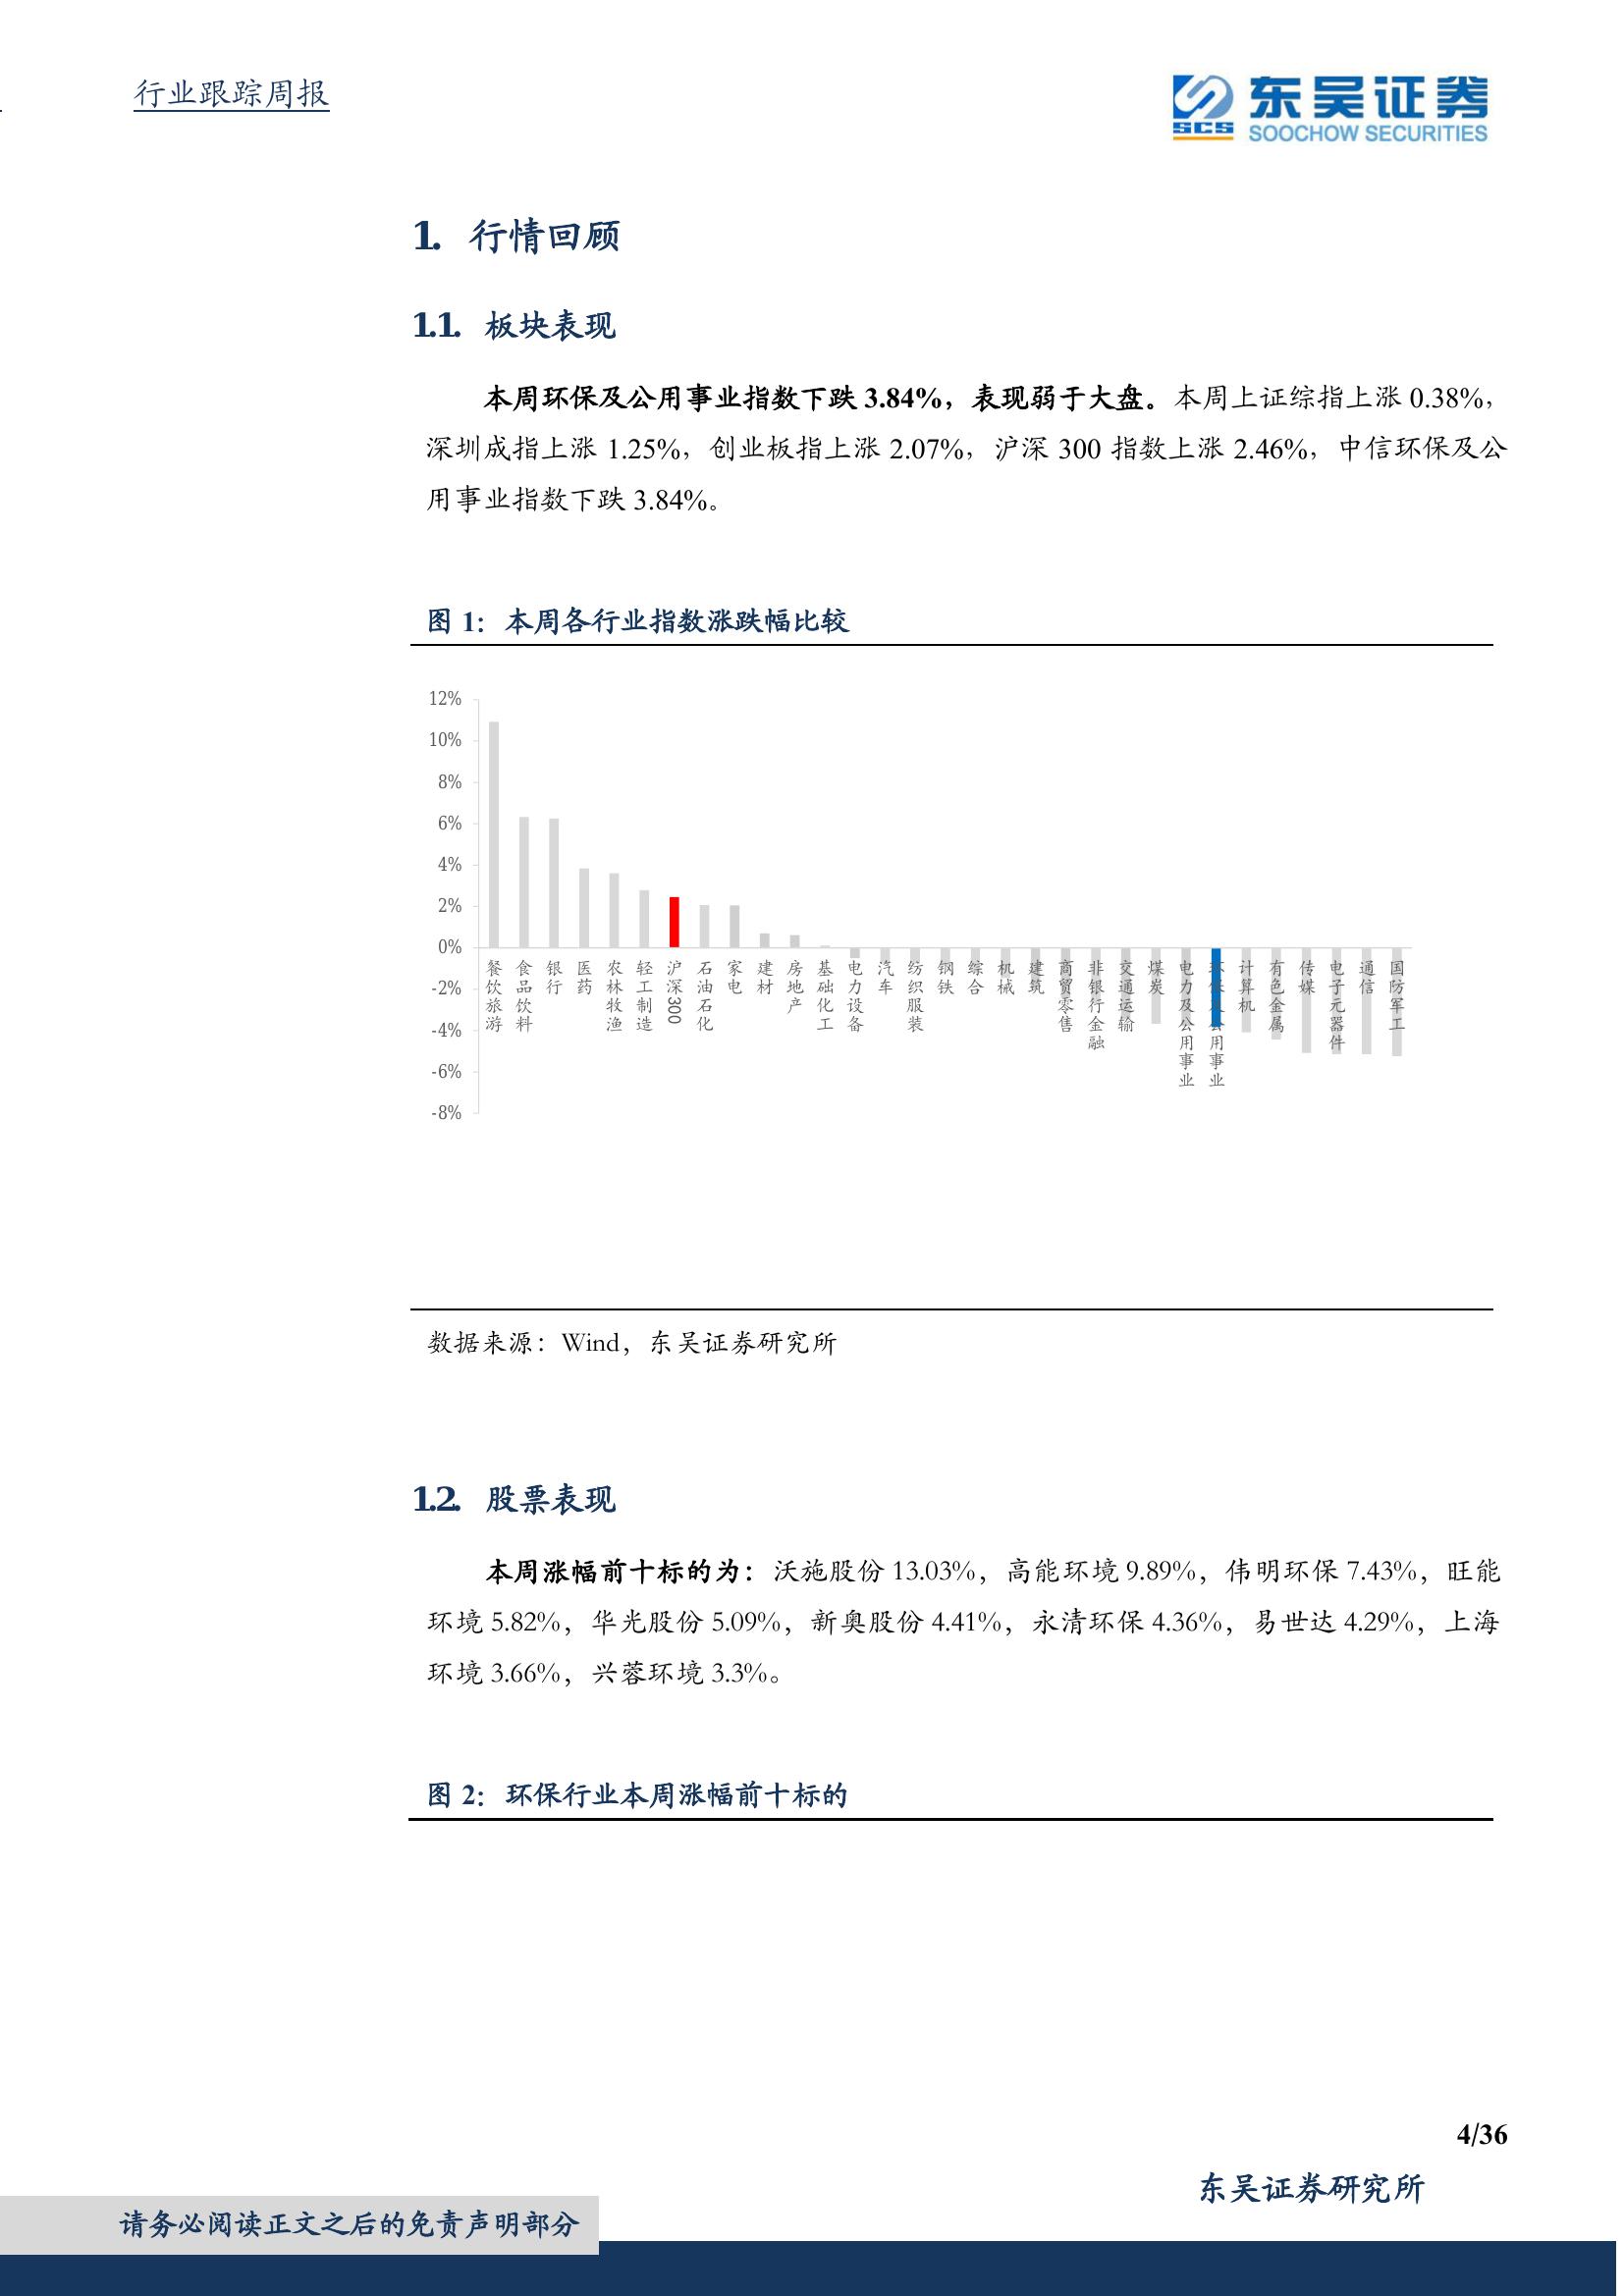 行业跟踪周报
SCS
东吴证券
SOOCHOW SECURITIES
1. 行情回顾
1.1. 板块表现
本周环保及公用事业指数下跌 3.84%，表现弱于大盘。本周上证综指上涨 0.38%，
深圳成指上涨 1.25%，创业板指上涨 2.07%，沪深 300 指数上涨 2.46%，中信环保及公
用事业指数下跌 3.84%。
图 1：本周各行业指数涨跌幅比较
12%
10%
8%
6%
4%
2%
0%
-2%
-4%
-6%
-8%
餐饮旅游
食品饮料
银行
医药
农林牧渔
轻工制造
沪深300
石油石化
家电
建材
房地产
基础化工
电力设备
汽车
纺织服装
钢铁
综合
机械
建筑
商贸零售
非银行金融
交通运输
煤炭
电力及公用事业
环保及公用事业
计算机
有色金属
传媒
电子元器件
通信
国防军工
数据来源：Wind，东吴证券研究所
1.2. 股票表现
本周涨幅前十标的为：沃施股份 13.03%，高能环境 9.89%，伟明环保 7.43%，旺能
环境 5.82%，华光股份 5.09%，新奥股份 4.41%，永清环保 4.36%，易世达 4.29%，上海
环境 3.66%，兴蓉环境 3.3%。
图 2：环保行业本周涨幅前十标的
4/36
东吴证券研究所
请务必阅读正文之后的免责声明部分